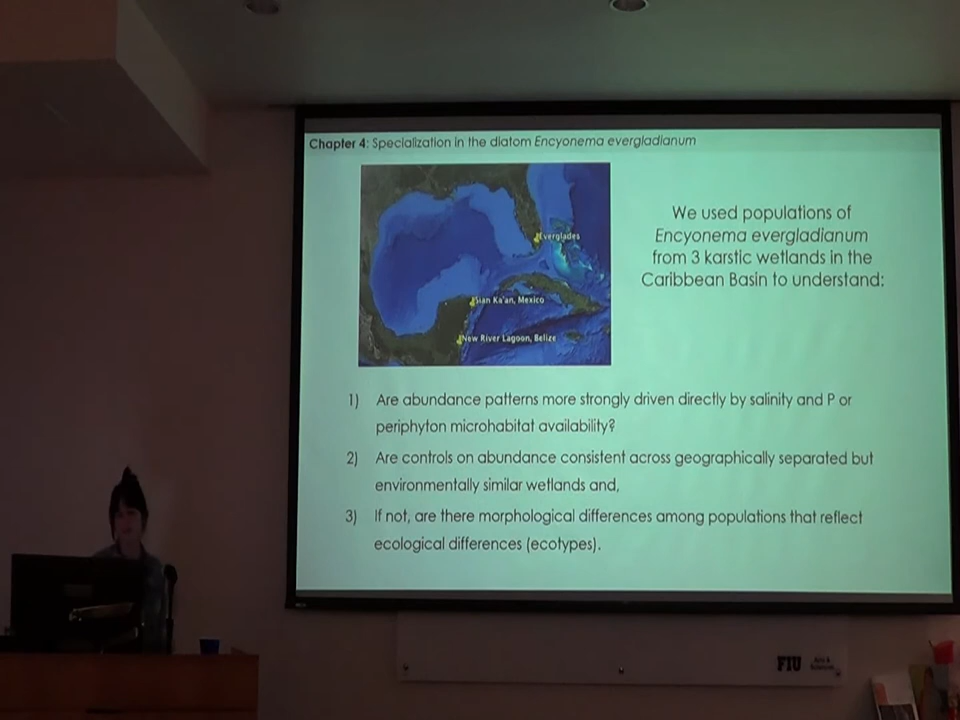 Chapter 4: Specialization in the diatom Encyonema evergladianum
We used populations of
Encyonema evergladianum
from 3 karstic wetlands in the
Caribbean Basin to understand:
Everglades
Sian Ka'an, Mexico
New River Lagoon, Belize
1) Are abundance patterns more strongly driven directly by salinity and P or
periphyton microhabitat availability?
2) Are controls on abundance consistent across geographically separated but
environmentally similar wetlands and,
3) If not, are there morphological differences among populations that reflect
ecological differences (ecotypes).
FIU